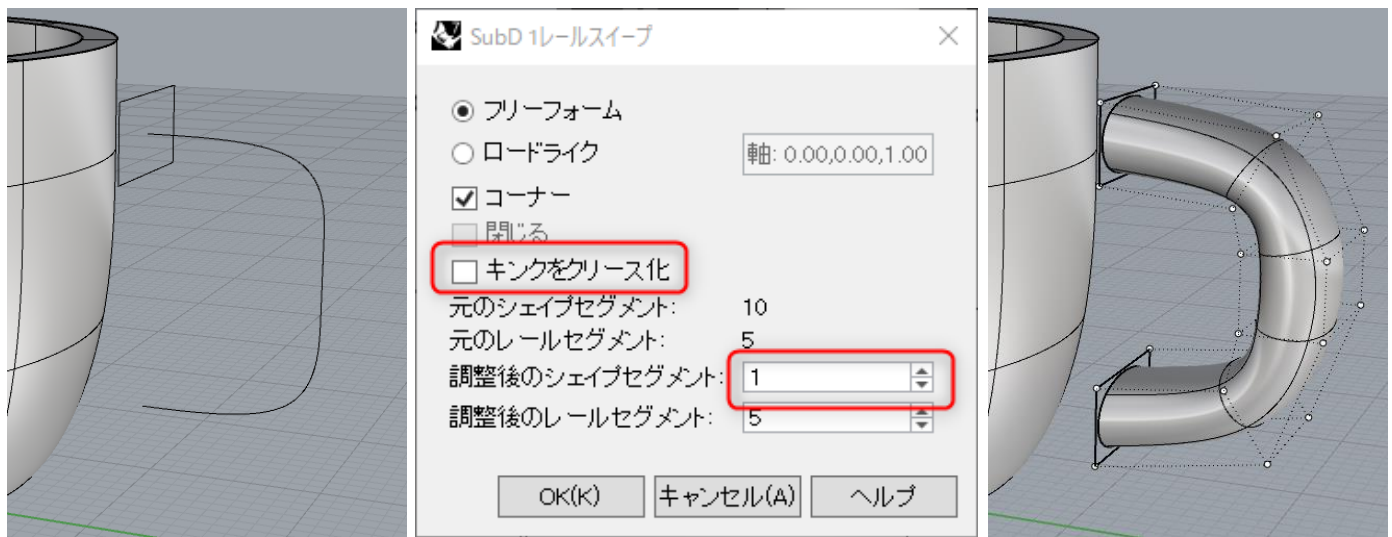 SubD 1レールスイープ
フリーフォーム
ロードライク
軸: 0.00,0.00,1.00
コーナー
閉じる
キンクをクリース化
元のシェイプセグメント: 10
元のレールセグメント: 5
調整後のシェイプセグメント: 1
調整後のレールセグメント: 5
OK(K) キャンセル(A) ヘルプ